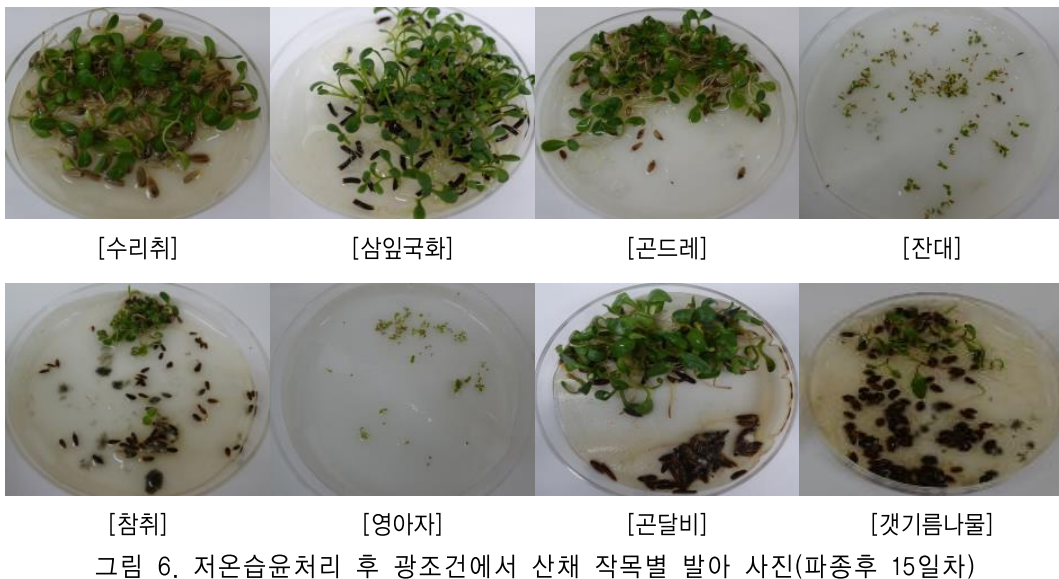 [수리취] [삼잎국화] [곤드레] [잔대]
[참취] [영아자] [곤달비] [갯기름나물]
그림 6. 저온습윤처리 후 광조건에서 산채 작목별 발아 사진(파종후 15일차)